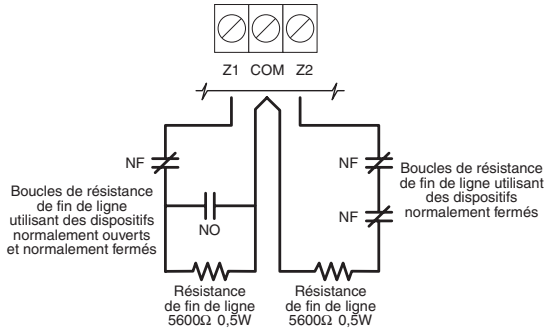 Z1 COM Z2
NF
Boucles de résistance
de fin de ligne
utilisant des dispositifs
normalement ouverts
et normalement fermés
NO
Résistance
de fin de ligne
5600Ω 0,5W
NF
NF
Boucles de résistance
de fin de ligne utilisant
des dispositifs
normalement fermés
Résistance
de fin de ligne
5600Ω 0,5W